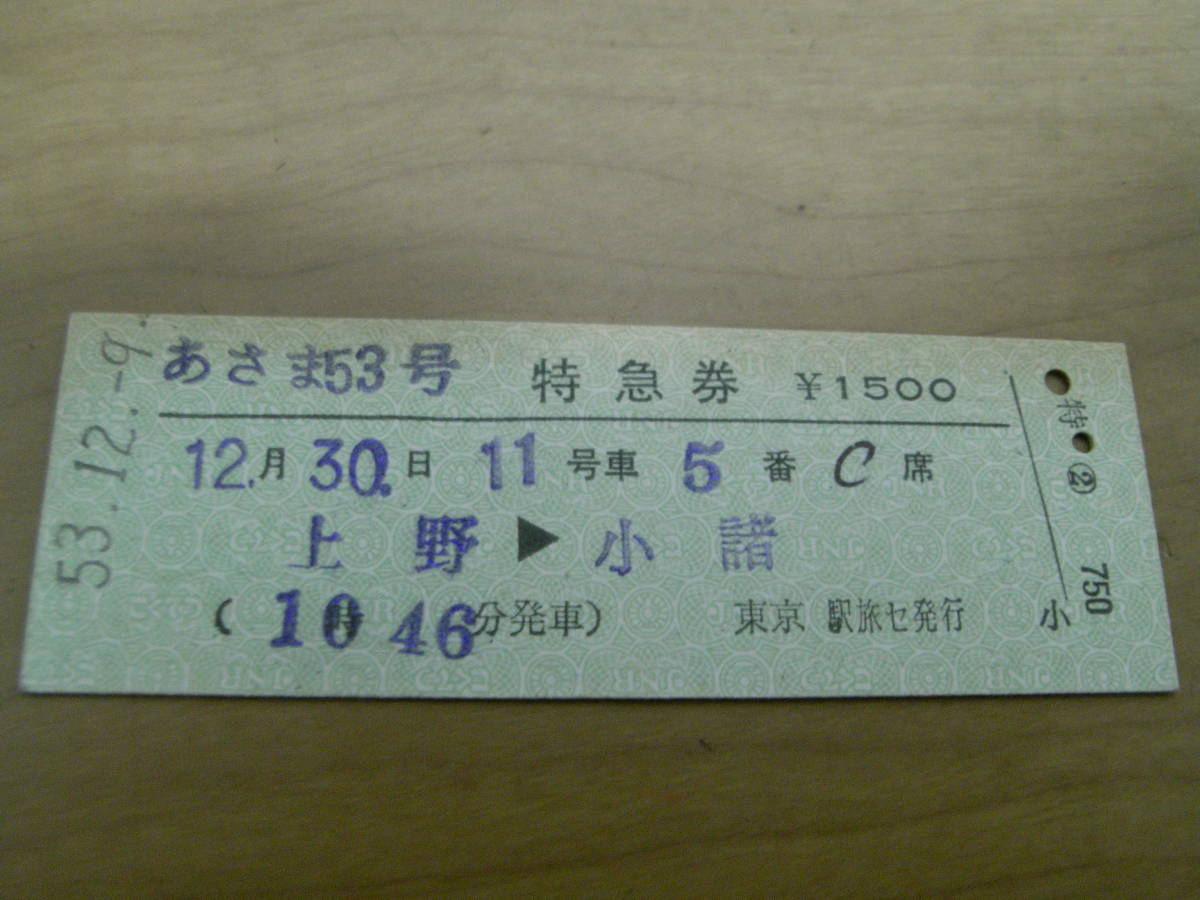 53.12.-9
あさま53号 特急券 ¥1500
12.月30.日 11号車 5番C席
上野▶小諸
(10時46分発車) 東京駅旅セ発行
特
②
小 750